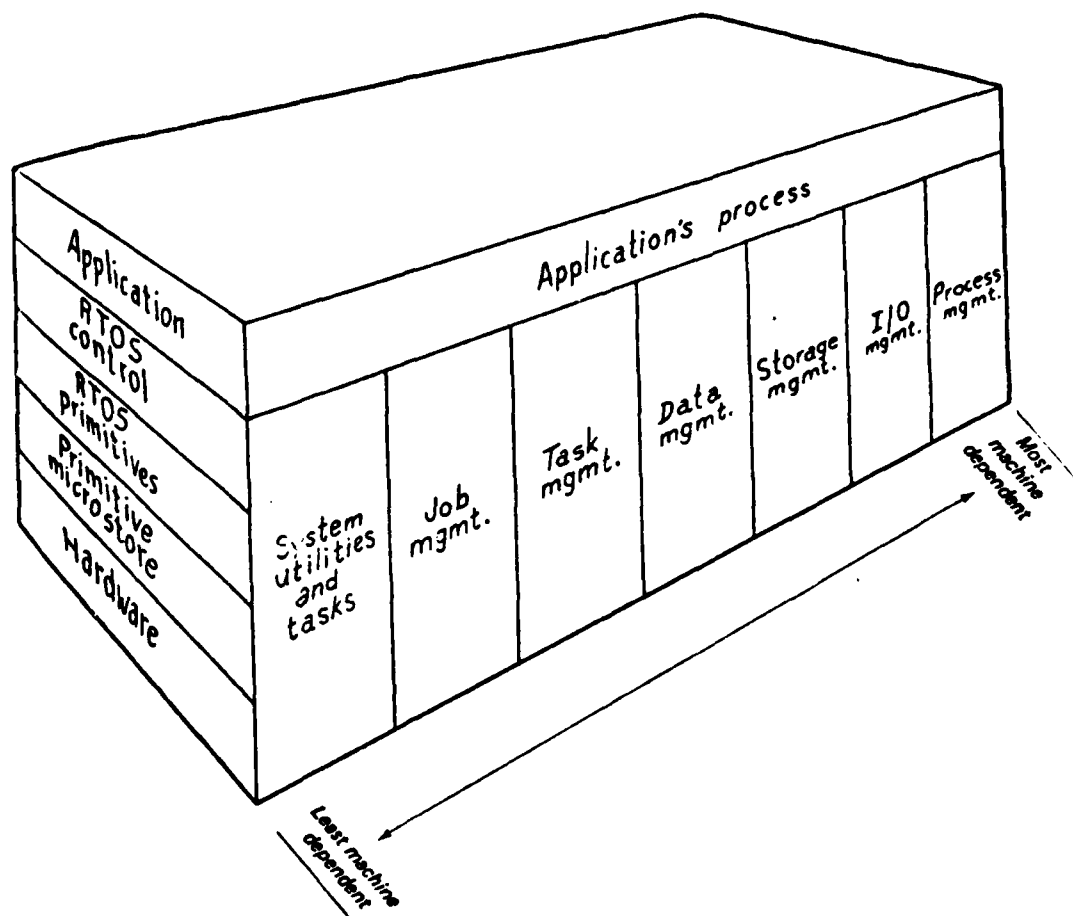 Application
RTOS
control
RTOS
primitives
Primitive
microstore
Hardware
Application's process
System
utilities
and
tasks
Job
mgmt.
Task
mgmt.
Data
mgmt.
Storage
mgmt.
I/O
mgmt.
Process
mgmt.
Least machine
dependent
Most
machine
dependent